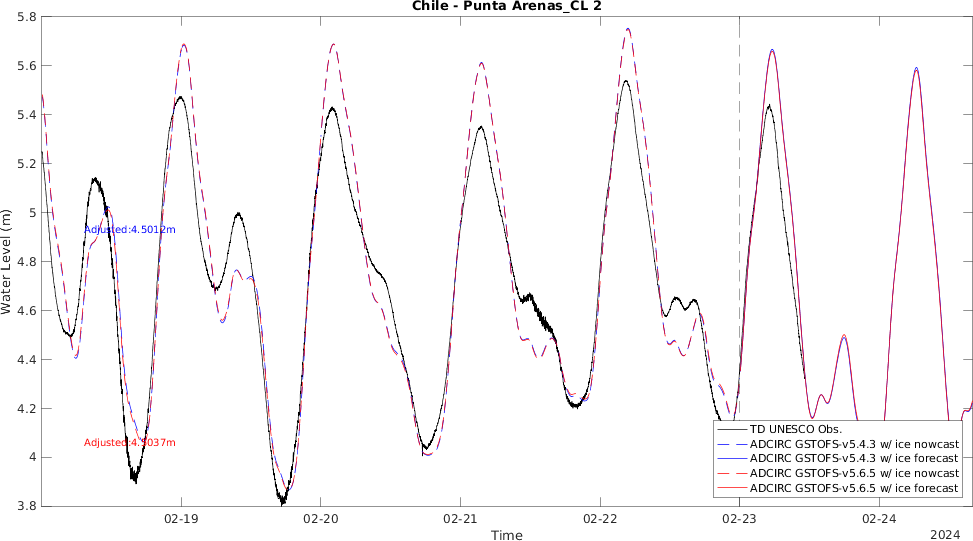 Chile - Punta Arenas_CL 2
5.8
5.6
5.4
5.2
5
4.8
4.6
4.4
4.2
4
3.8
Water Level (m)
Adjusted:4.5012m
Adjusted:4.5037m
TD UNESCO Obs.
ADCIRC GSTOFS-v5.4.3 w/ ice nowcast
ADCIRC GSTOFS-v5.4.3 w/ ice forecast
ADCIRC GSTOFS-v5.6.5 w/ ice nowcast
ADCIRC GSTOFS-v5.6.5 w/ ice forecast
02-19 02-20 02-21 02-22 02-23 02-24
Time
2024